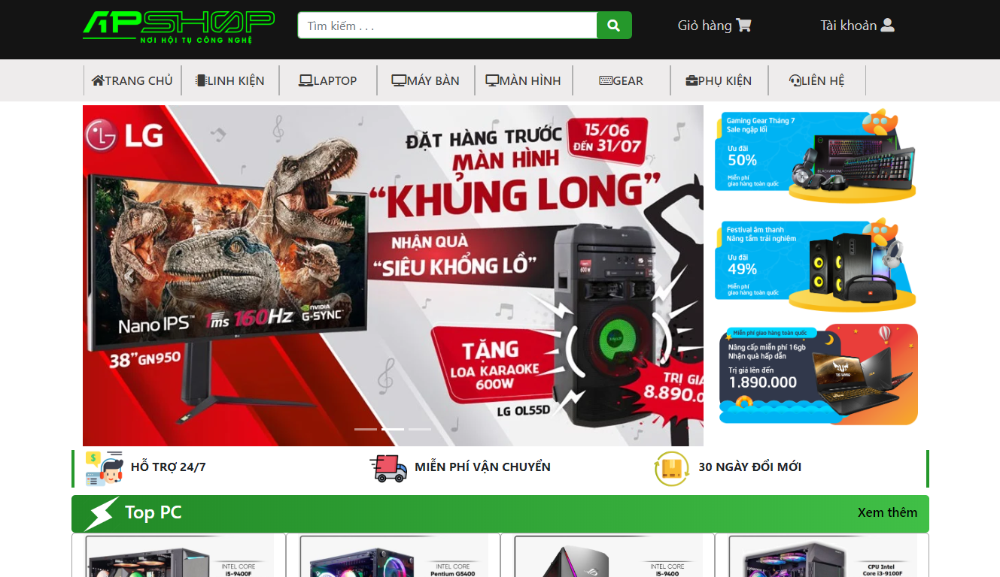 APSHOP
NƠI HỘI TỤ CÔNG NGHỆ
Tìm kiếm . . .
Giỏ hàng
Tài khoản
TRANG CHỦ
LINH KIỆN
LAPTOP
MÁY BÀN
MÀN HÌNH
GEAR
PHỤ KIỆN
LIÊN HỆ
LG
ĐẶT HÀNG TRƯỚC
15/06
ĐẾN 31/07
MÀN HÌNH
“KHỦNG LONG”
NHẬN QUÀ
“SIÊU KHỔNG LỒ”
600W
Nano IPS™ 1ms 160Hz NVIDIA G-SYNC™
38”GN950
TẶNG
LOA KARAOKE
600W
LG OL55D
TRỊ GIÁ
8.890.0
Gaming Gear Tháng 7
Sale ngập lối
Ưu đãi
50%
Miễn phí
giao hàng toàn quốc
BLACKWIDOW
Festival âm thanh
Nâng tầm trải nghiệm
Ưu đãi
49%
Miễn phí
giao hàng toàn quốc
Miễn phí giao hàng toàn quốc
Nâng cấp miễn phí 16gb
Nhận quà hấp dẫn
Trị giá lên đến
1.890.000
HỖ TRỢ 24/7
MIỄN PHÍ VẬN CHUYỂN
30 NGÀY ĐỔI MỚI
Top PC
Xem thêm
INTEL CORE
i5-9400F
INTEL CORE
Pentium G5400
INTEL CORE
i5-9400
CPU Intel
Core i3-9100F